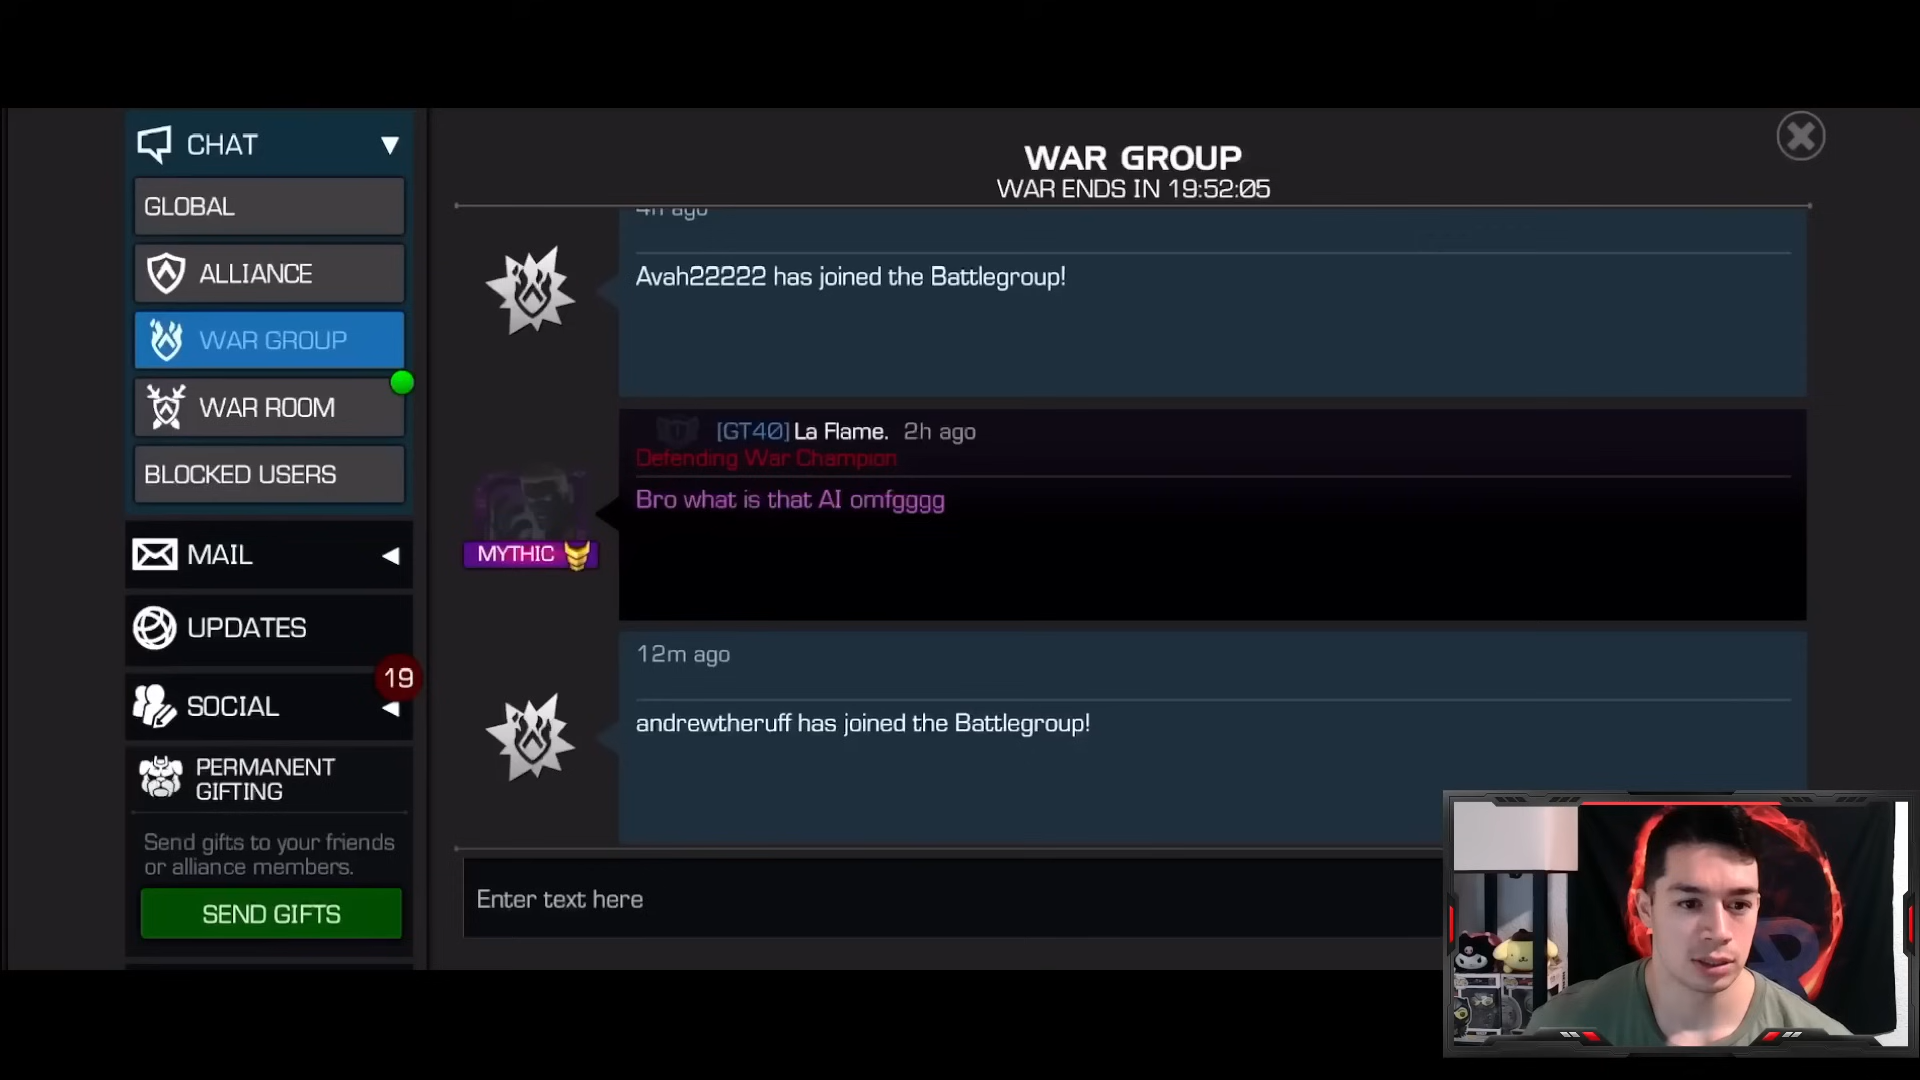 CHAT
GLOBAL
ALLIANCE
WAR GROUP
WAR ROOM
BLOCKED USERS
MAIL
UPDATES
19
SOCIAL
PERMANENT
GIFTING
Send gifts to your friends
or alliance members.
SEND GIFTS
WAR GROUP
WAR ENDS IN 19:52:05
4h ago
Avah22222 has joined the Battlegroup!
[GT40] La Flame. 2h ago
Defending War Champion
Bro what is that AI omfgggg
MYTHIC
12m ago
andrewtheruff has joined the Battlegroup!
Enter text here